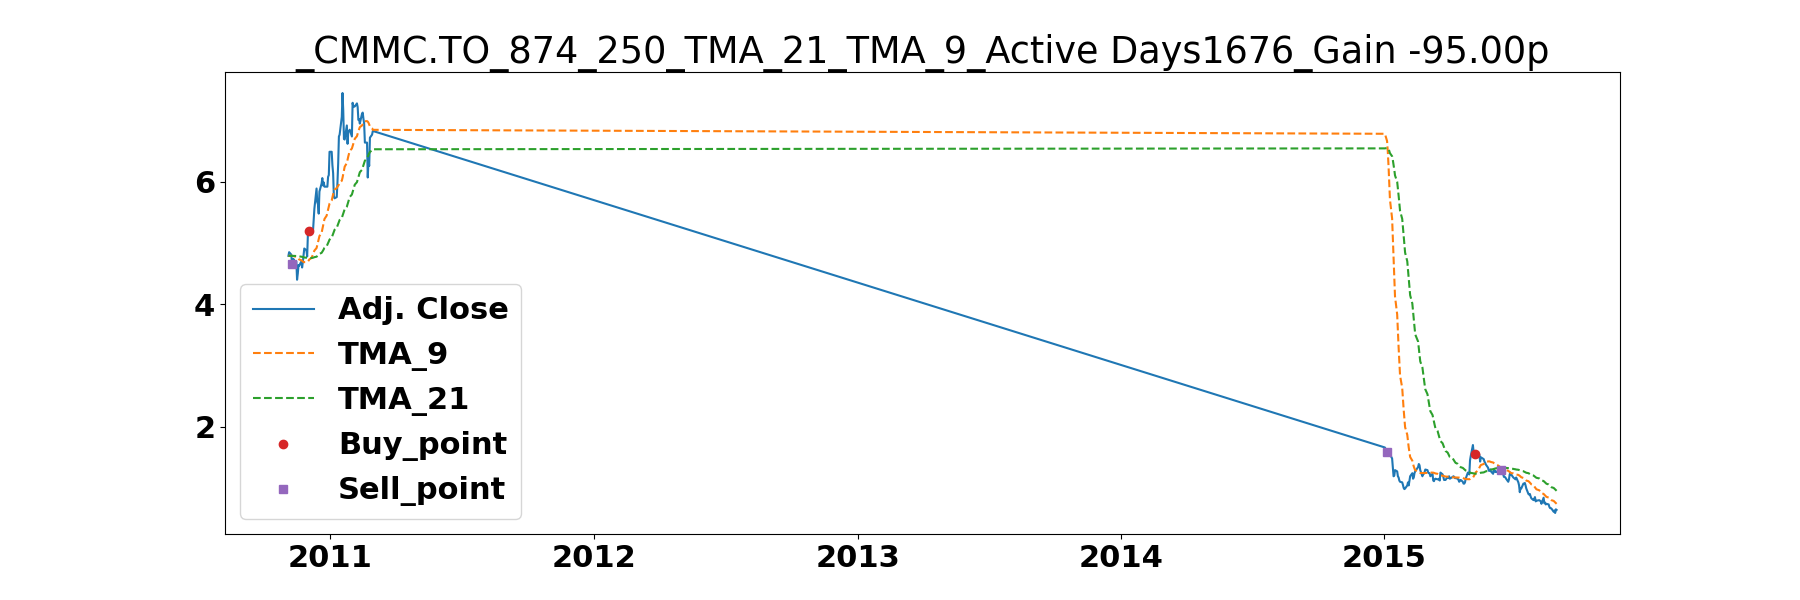 _CMMC.TO_874_250_TMA_21_TMA_9_Active Days1676_Gain -95.00p
6
4
2
Adj. Close
TMA_9
TMA_21
Buy_point
Sell_point
2011 2012 2013 2014 2015